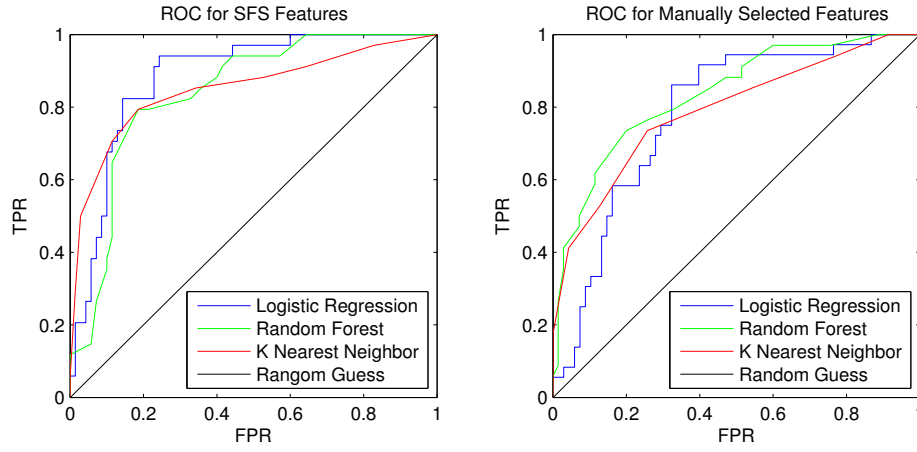 ROC for SFS Features
1
0.8
0.6
0.4
0.2
0
TPR
0
0.2
0.4
0.6
0.8
1
FPR
Logistic Regression
Random Forest
K Nearest Neighbor
Rangom Guess
ROC for Manually Selected Features
1
0.8
0.6
0.4
0.2
0
TPR
0
0.2
0.4
0.6
0.8
FPR
Logistic Regression
Random Forest
K Nearest Neighbor
Random Guess